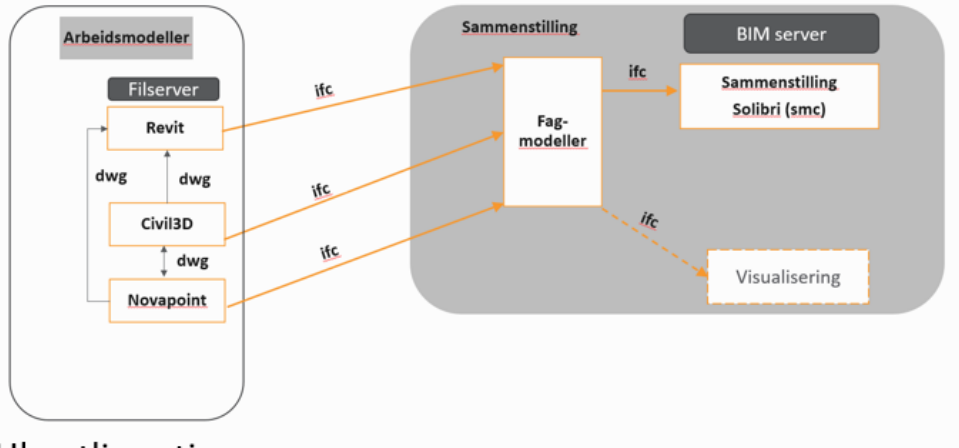 Arbeidsmodeller
Filserver
Revit
dwg
dwg
Civil3D
dwg
Novapoint
ifc
ifc
ifc
Sammenstilling
BIM server
Fag-
modeller
ifc
Sammenstilling
Solibri (smc)
ifc
Visualisering